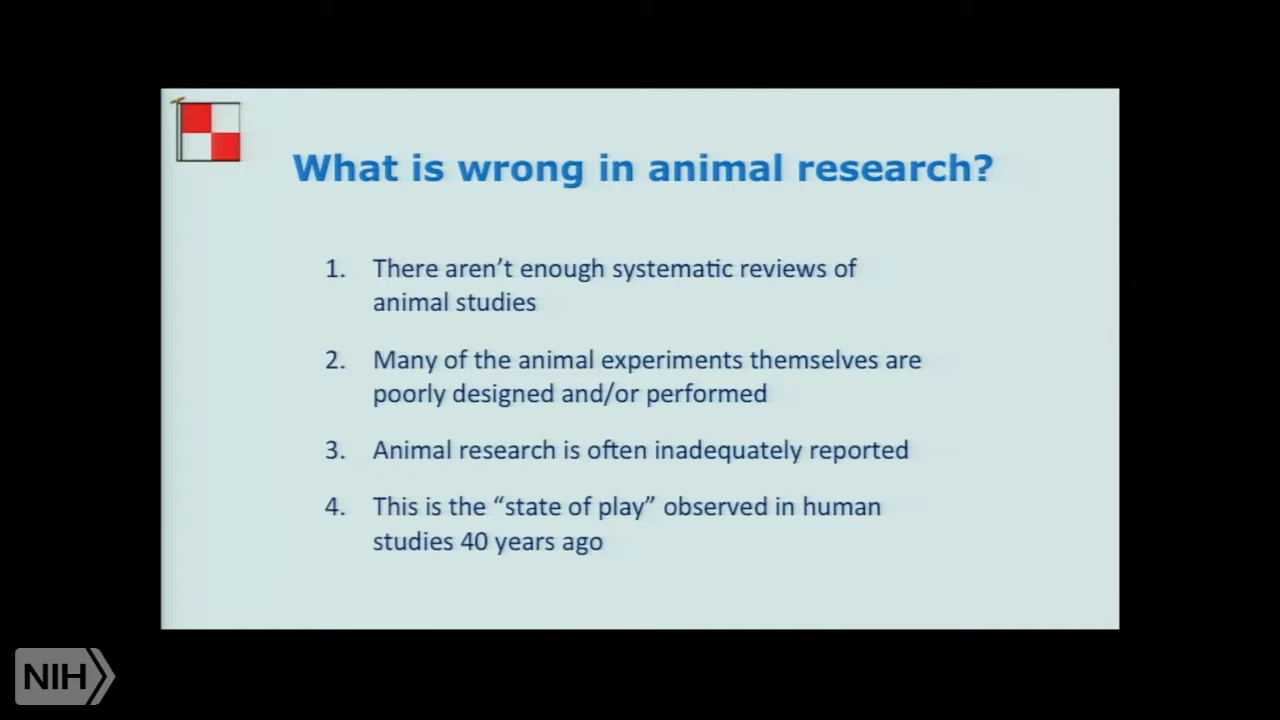 What is wrong in animal research?
1. There aren’t enough systematic reviews of
animal studies
2. Many of the animal experiments themselves are
poorly designed and/or performed
3. Animal research is often inadequately reported
4. This is the “state of play” observed in human
studies 40 years ago
NIH